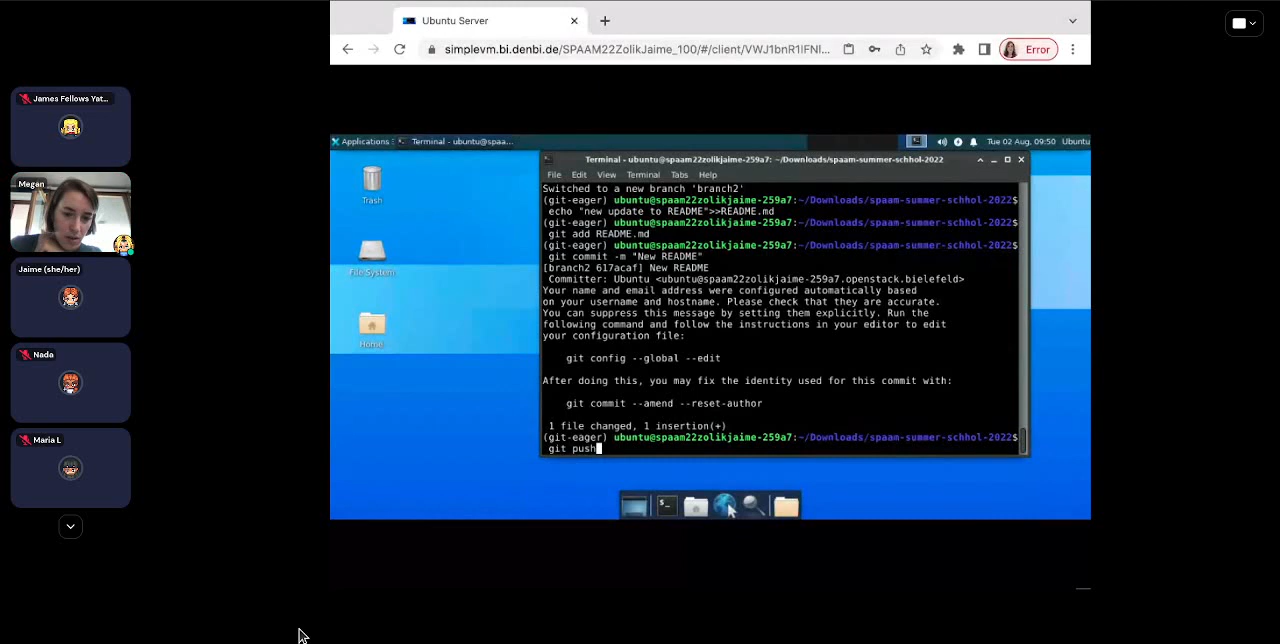 Ubuntu Server
simplevm.bi.denbi.de/SPAAM22ZolikJaime_100/#/client/VWJ1bnR1IFNl...
Error
James Fellows Yat...
Megan
Jaime (she/her)
Nada
Maria L
Applications
Terminal - ubuntu@spaa...
Tue 02 Aug, 09:50
Ubuntu
Trash
File System
Home
Terminal - ubuntu@spaam22zolikjaime-259a7: ~/Downloads/spaam-summer-schhol-2022
File Edit View Terminal Tabs Help
Switched to a new branch 'branch2'
(git-eager) ubuntu@spaam22zolikjaime-259a7:~/Downloads/spaam-summer-schhol-2022$
echo "new update to README">>README.md
(git-eager) ubuntu@spaam22zolikjaime-259a7:~/Downloads/spaam-summer-schhol-2022$
git add README.md
(git-eager) ubuntu@spaam22zolikjaime-259a7:~/Downloads/spaam-summer-schhol-2022$
git commit -m "New README"
[branch2 617acaf] New README
Committer: Ubuntu <ubuntu@spaam22zolikjaime-259a7.openstack.bielefeld>
Your name and email address were configured automatically based
on your username and hostname. Please check that they are accurate.
You can suppress this message by setting them explicitly. Run the
following command and follow the instructions in your editor to edit
your configuration file:
git config --global --edit
After doing this, you may fix the identity used for this commit with:
git commit --amend --reset-author
1 file changed, 1 insertion(+)
(git-eager) ubuntu@spaam22zolikjaime-259a7:~/Downloads/spaam-summer-schhol-2022$
git push